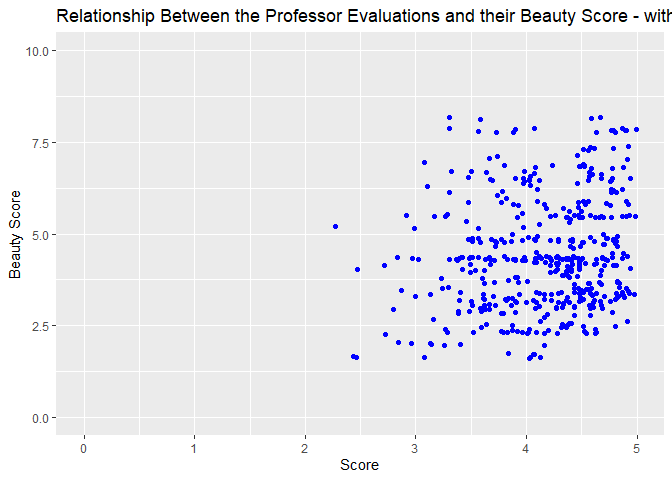 Relationship Between the Professor Evaluations and their Beauty Score - with
10.0
7.5
5.0
2.5
0.0
Beauty Score
0 1 2 3 4 5
Score